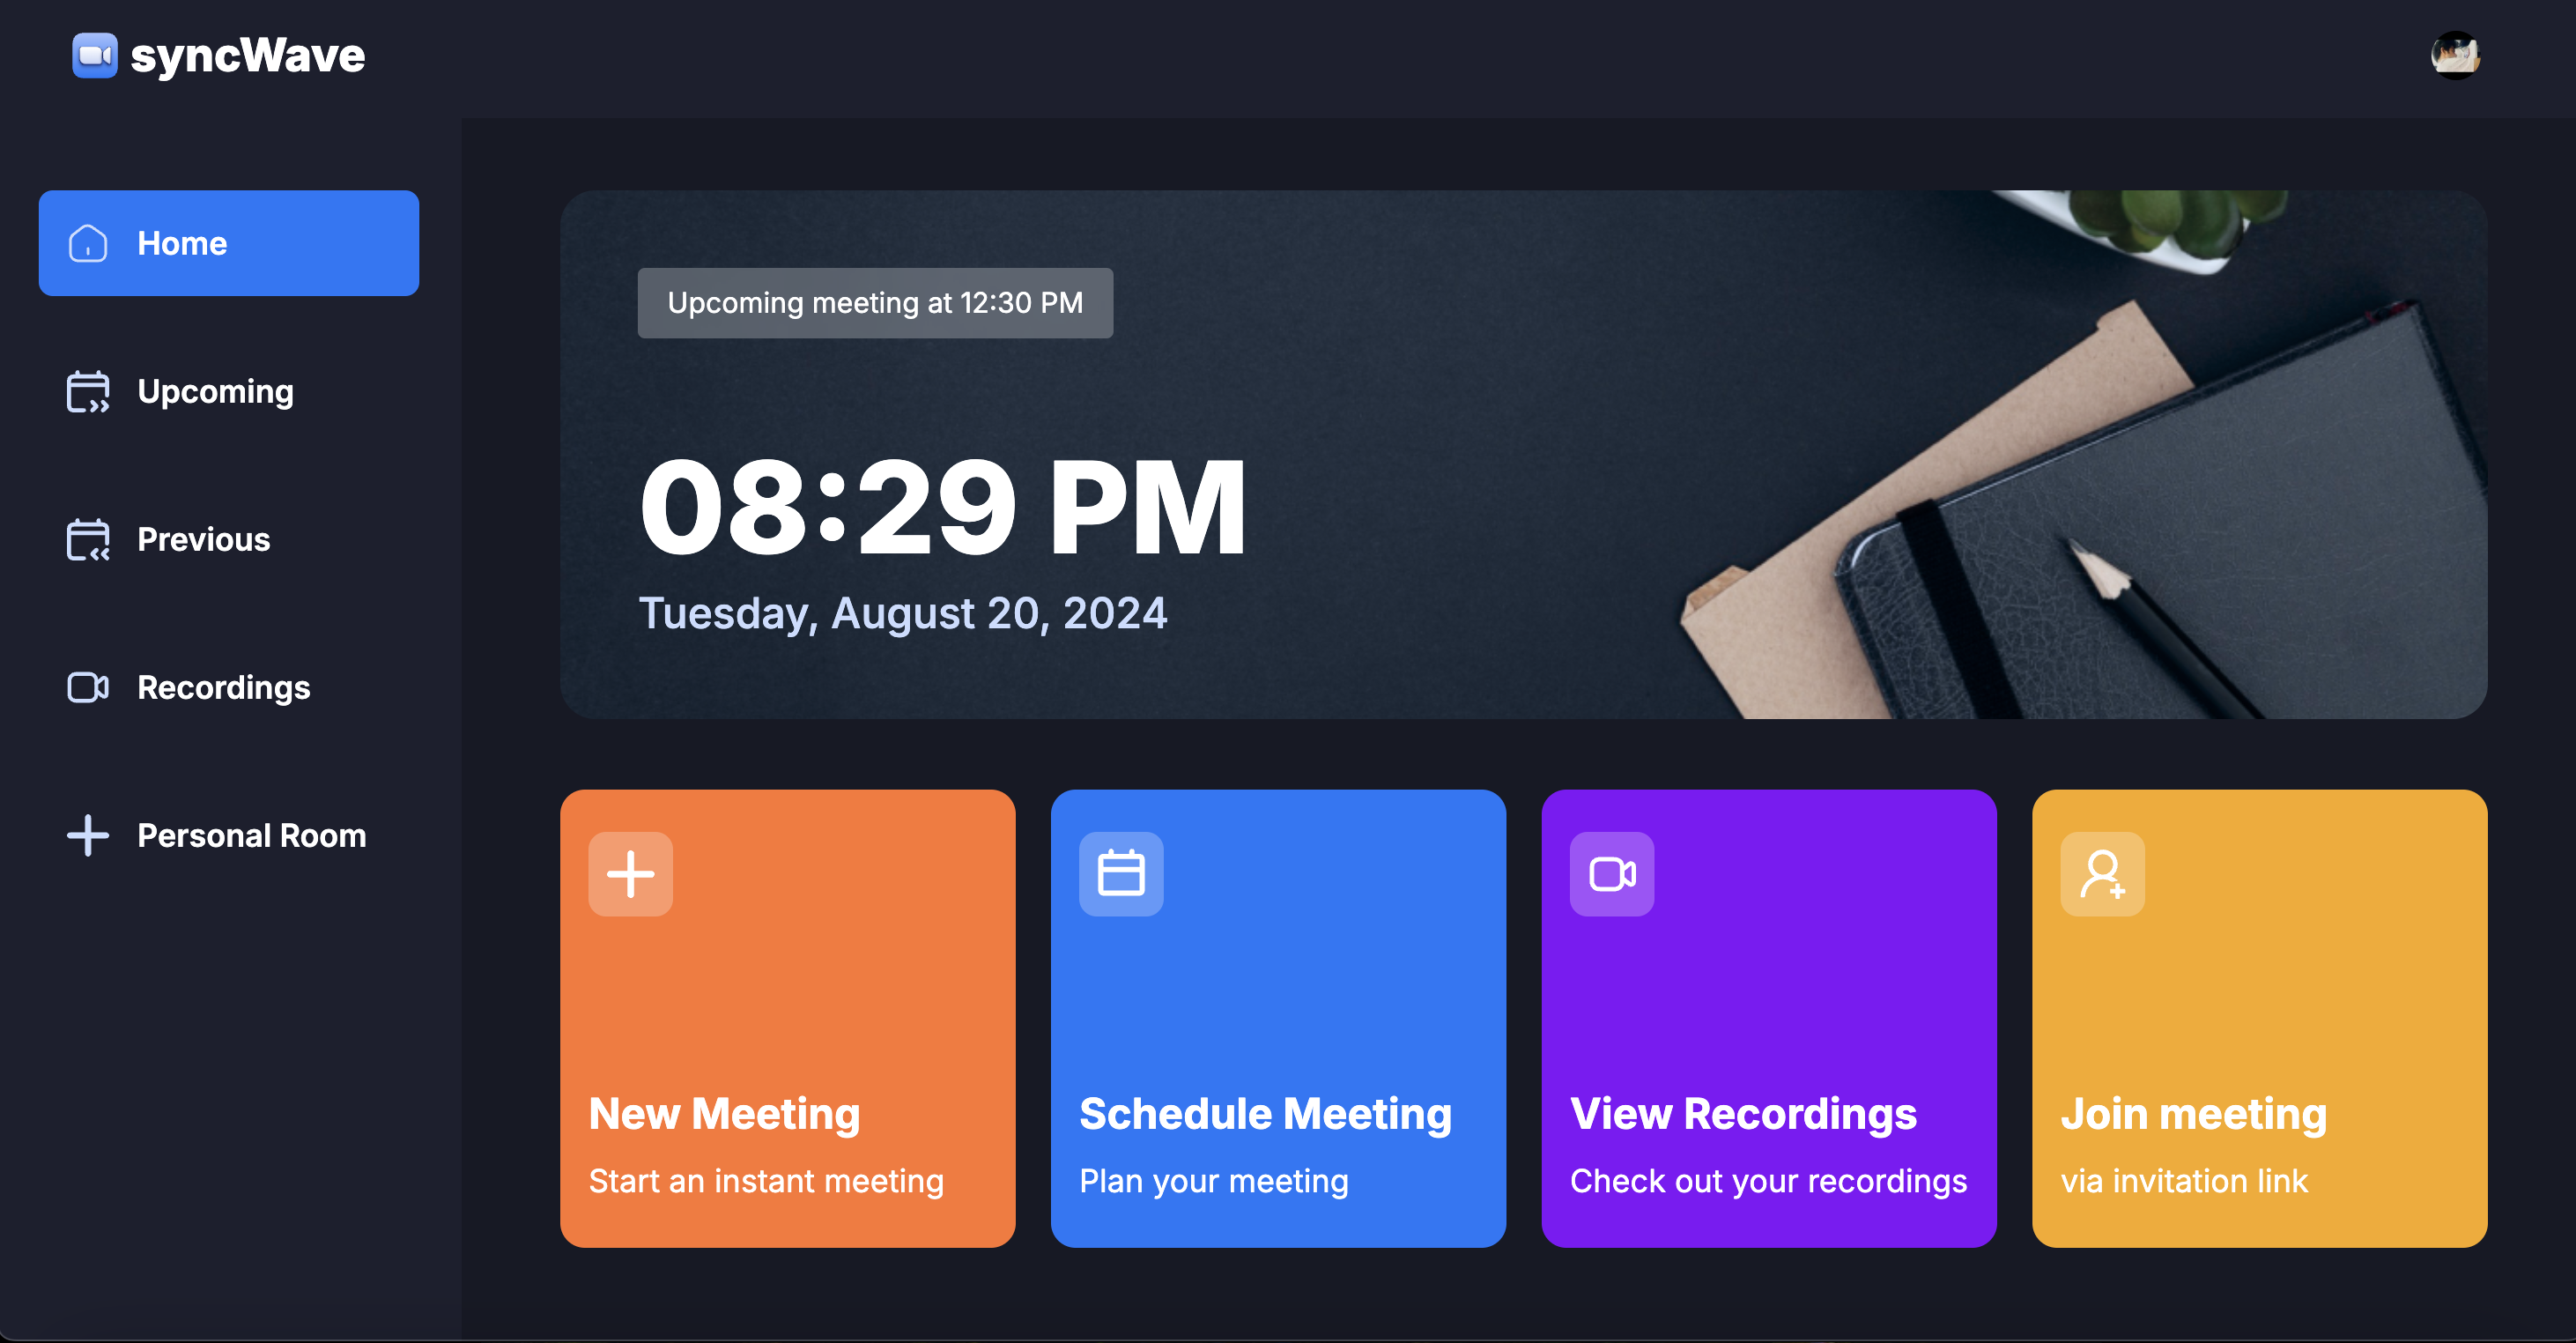 syncWave
Home
Upcoming
Previous
Recordings
Personal Room
Upcoming meeting at 12:30 PM
08:29 PM
Tuesday, August 20, 2024
New Meeting
Start an instant meeting
Schedule Meeting
Plan your meeting
View Recordings
Check out your recordings
Join meeting
via invitation link